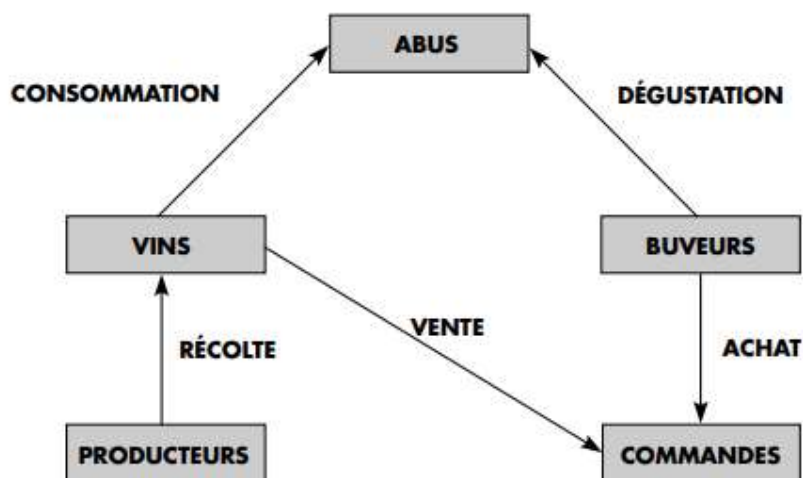 ABUS
CONSOMMATION
DÉGUSTATION
VINS
BUVEURS
VENTE
RÉCOLTE
ACHAT
PRODUCTEURS
COMMANDES